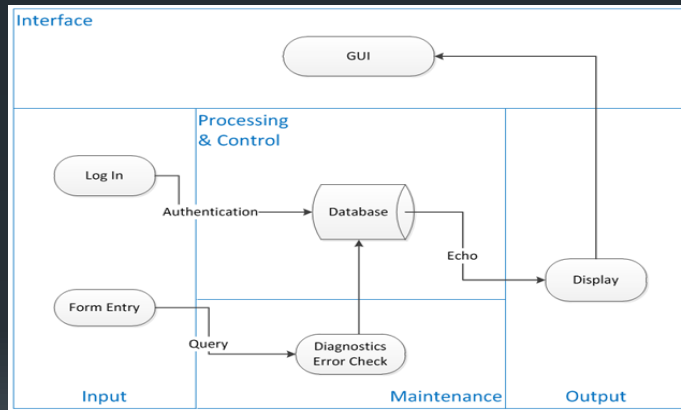 Interface
GUI
Processing
& Control
Log In
Authentication
Database
Echo
Display
Form Entry
Query
Diagnostics
Error Check
Input
Maintenance
Output